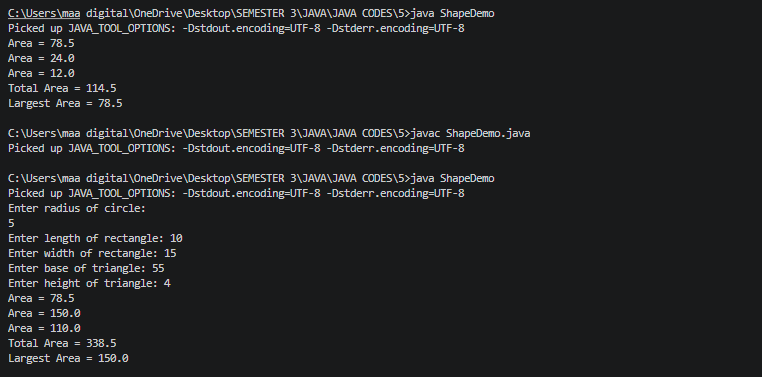 C:\Users\maa digital\OneDrive\Desktop\SEMESTER 3\JAVA\JAVA CODES\5>java ShapeDemo
Picked up JAVA_TOOL_OPTIONS: -Dstdout.encoding=UTF-8 -Dstderr.encoding=UTF-8
Area = 78.5
Area = 24.0
Area = 12.0
Total Area = 114.5
Largest Area = 78.5
C:\Users\maa digital\OneDrive\Desktop\SEMESTER 3\JAVA\JAVA CODES\5>javac ShapeDemo.java
Picked up JAVA_TOOL_OPTIONS: -Dstdout.encoding=UTF-8 -Dstderr.encoding=UTF-8
C:\Users\maa digital\OneDrive\Desktop\SEMESTER 3\JAVA\JAVA CODES\5>java ShapeDemo
Picked up JAVA_TOOL_OPTIONS: -Dstdout.encoding=UTF-8 -Dstderr.encoding=UTF-8
Enter radius of circle:
5
Enter length of rectangle: 10
Enter width of rectangle: 15
Enter base of triangle: 55
Enter height of triangle: 4
Area = 78.5
Area = 150.0
Area = 110.0
Total Area = 338.5
Largest Area = 150.0